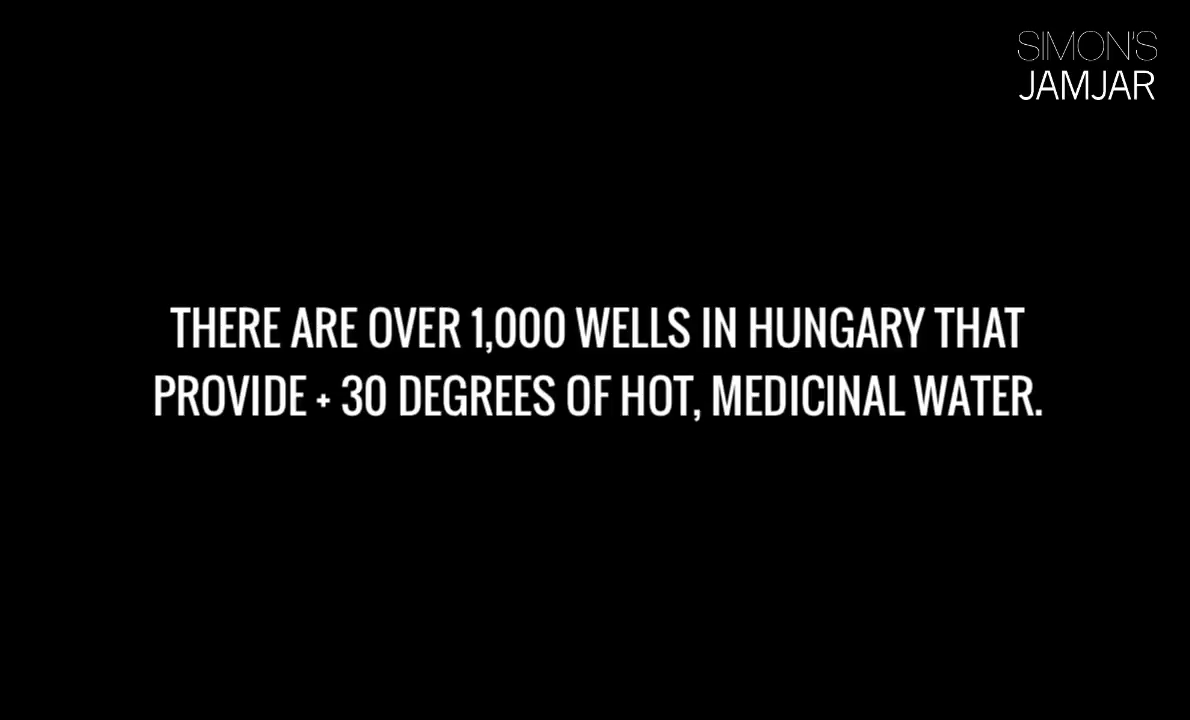 SIMON'S
JAMJAR
THERE ARE OVER 1,000 WELLS IN HUNGARY THAT
PROVIDE + 30 DEGREES OF HOT, MEDICINAL WATER.